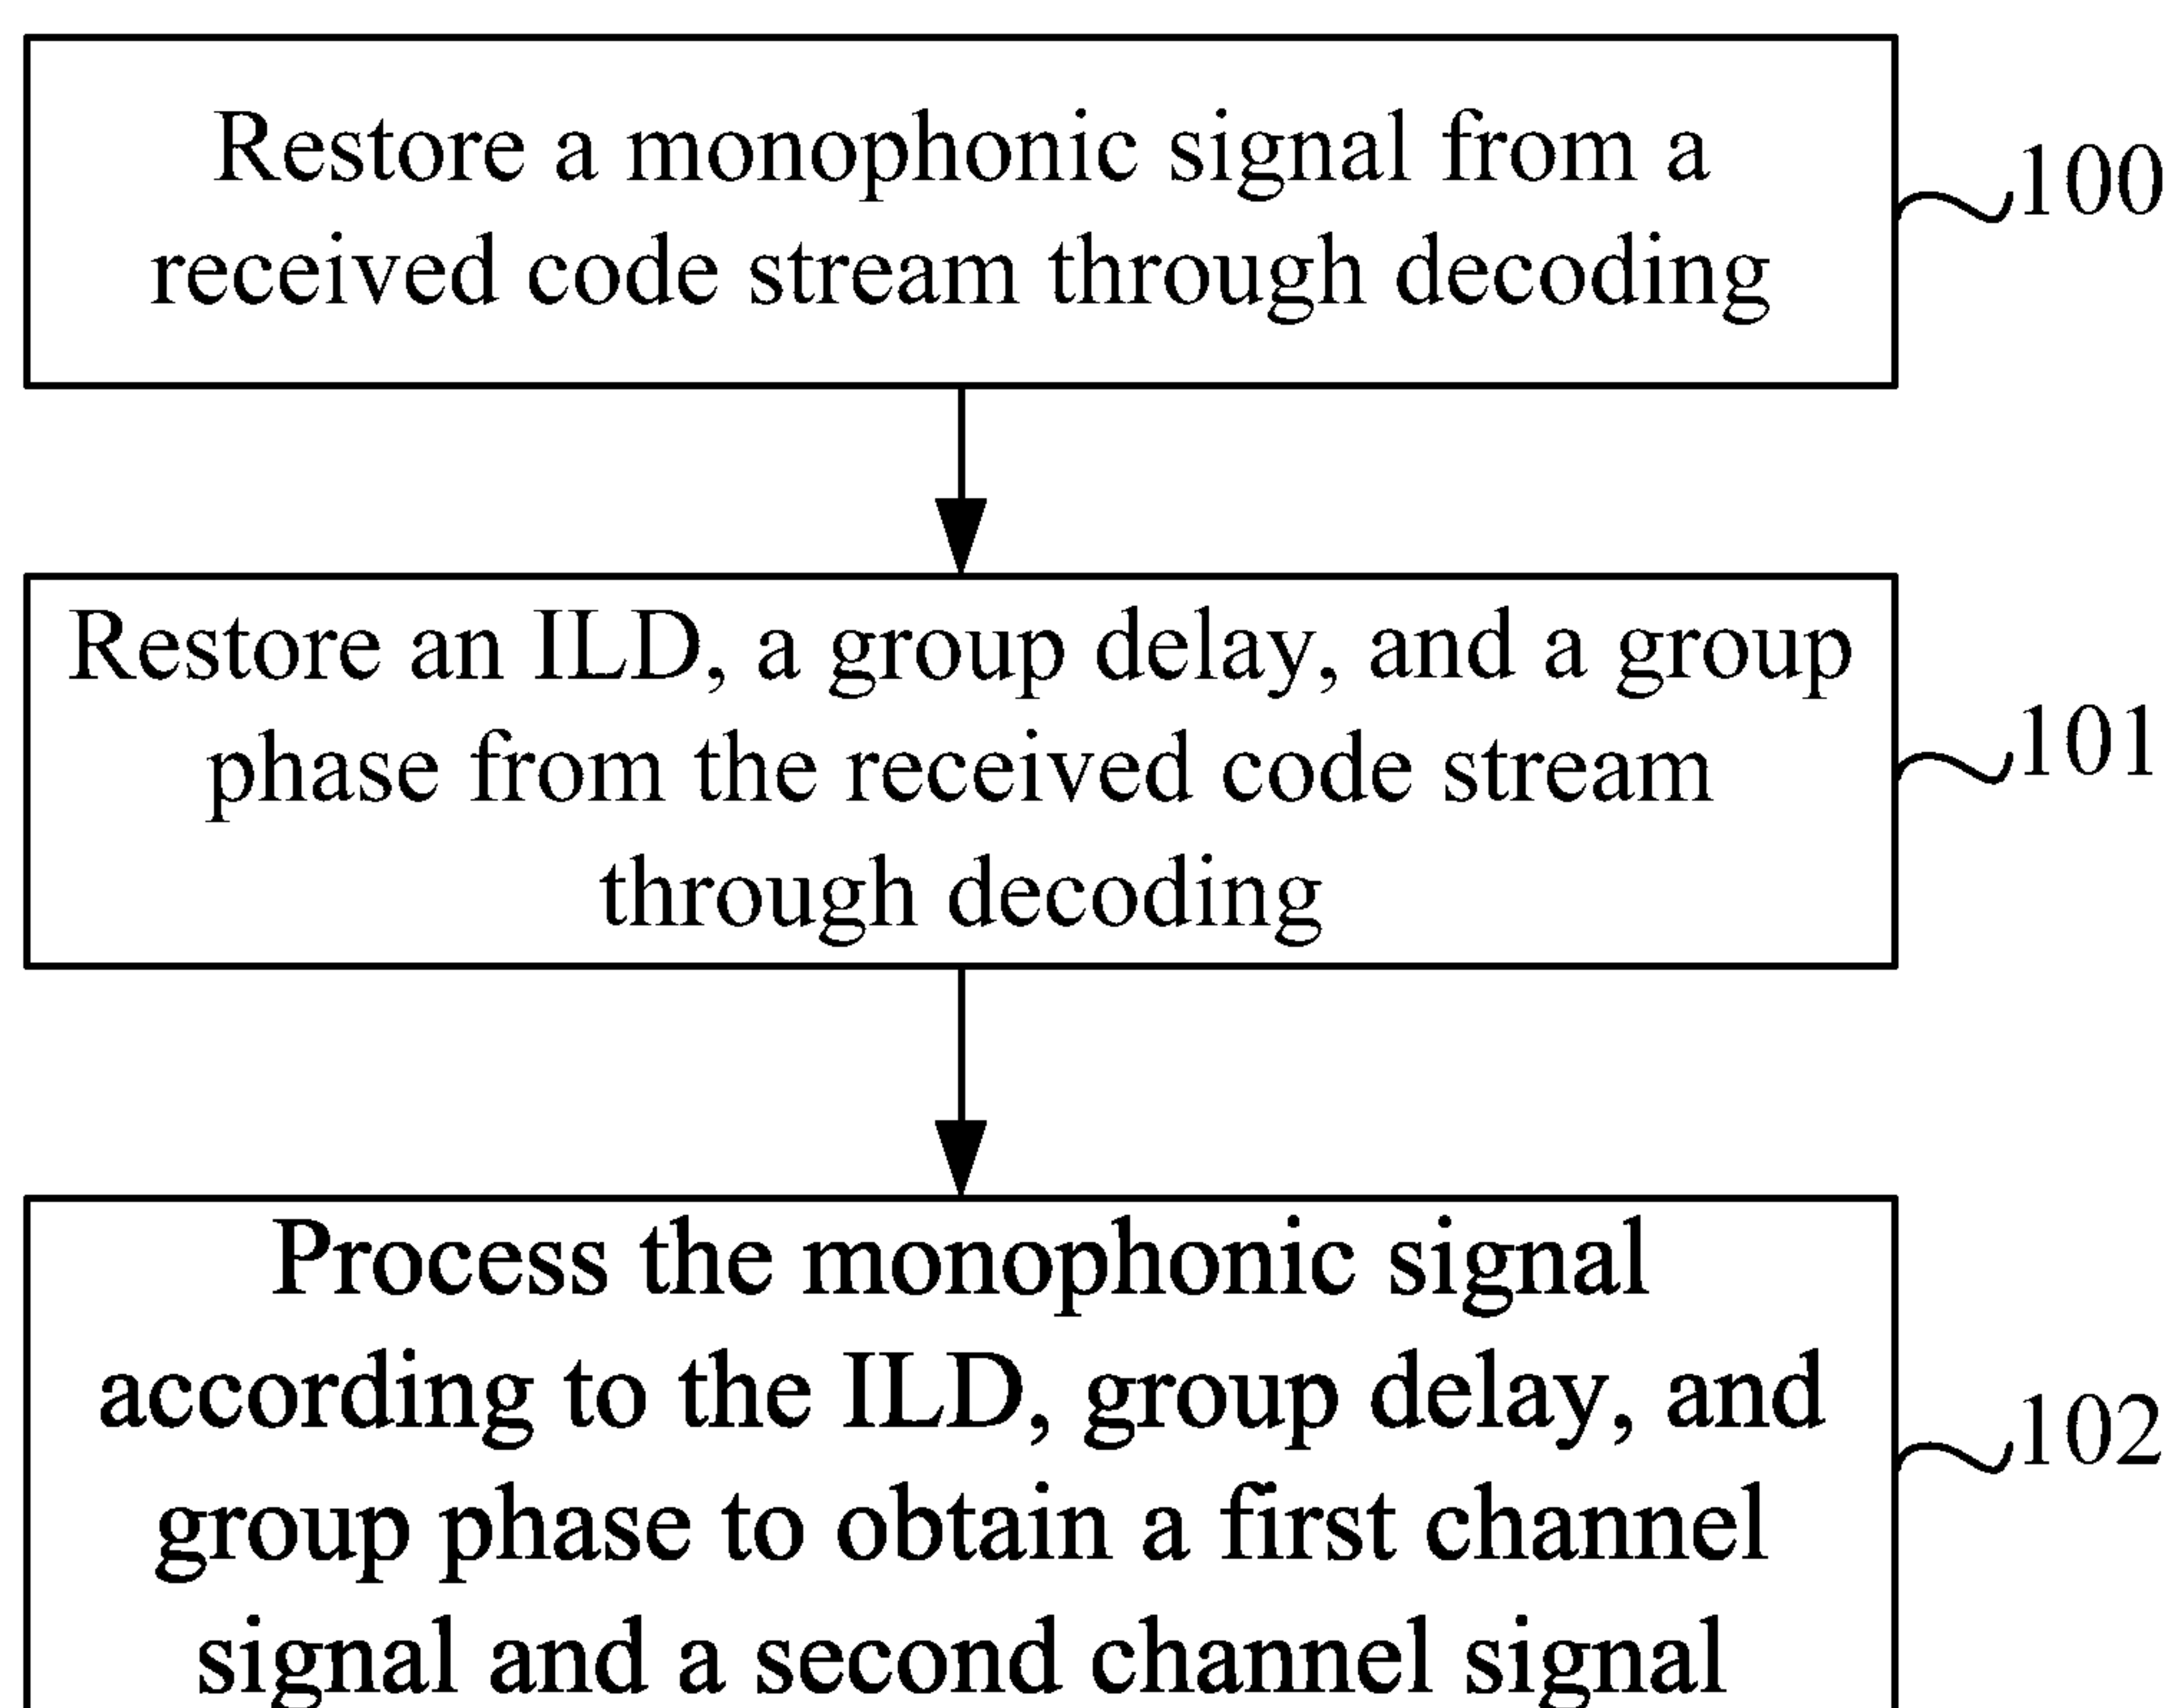 Restore a monophonic signal from a
received code stream through decoding
100
Restore an ILD, a group delay, and a group
phase from the received code stream
through decoding
101
Process the monophonic signal
according to the ILD, group delay, and
group phase to obtain a first channel
signal and a second channel signal
102